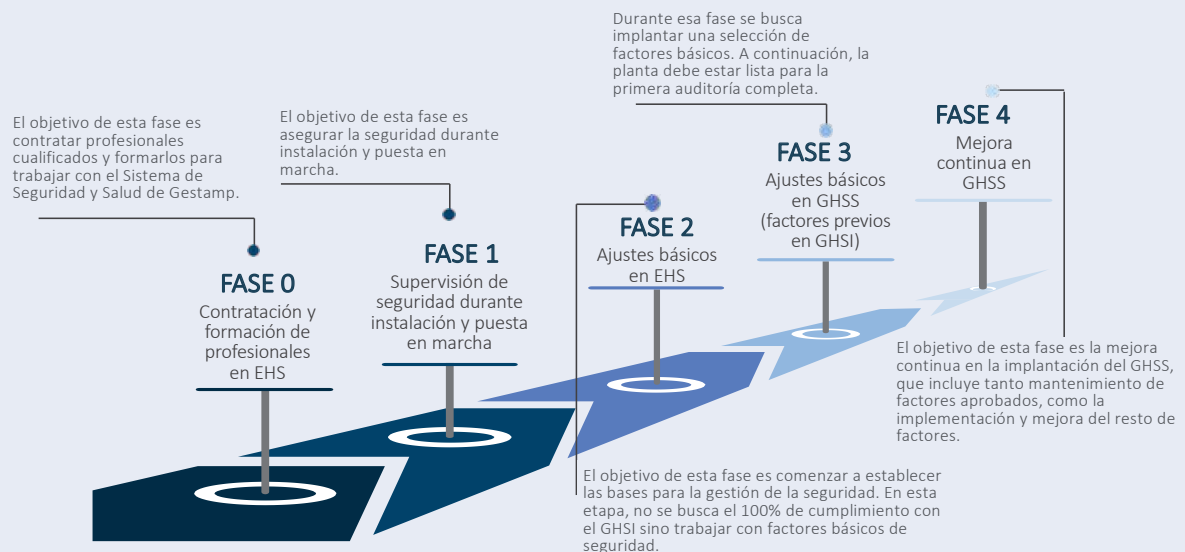 El objetivo de esta fase es
contratar profesionales
cualificados y formarlos para
trabajar con el Sistema de
Seguridad y Salud de Gestamp.
FASE 0
Contratación y
formación de
profesionales
en EHS
El objetivo de esta fase es
asegurar la seguridad durante
instalación y puesta en
marcha.
FASE 1
Supervisión de
seguridad durante
instalación y puesta
en marcha
FASE 2
Ajustes básicos
en EHS
El objetivo de esta fase es comenzar a establecer
las bases para la gestión de la seguridad. En esta
etapa, no se busca el 100% de cumplimiento con
el GHSI sino trabajar con factores básicos de
seguridad.
Durante esa fase se busca
implantar una selección de
factores básicos. A continuación, la
planta debe estar lista para la
primera auditoría completa.
FASE 3
Ajustes básicos
en GHSS
(factores previos
en GHSI)
FASE 4
Mejora
continua en
GHSS
El objetivo de esta fase es la mejora
continua en la implantación del GHSS,
que incluye tanto mantenimiento de
factores aprobados, como la
implementación y mejora del resto de
factores.